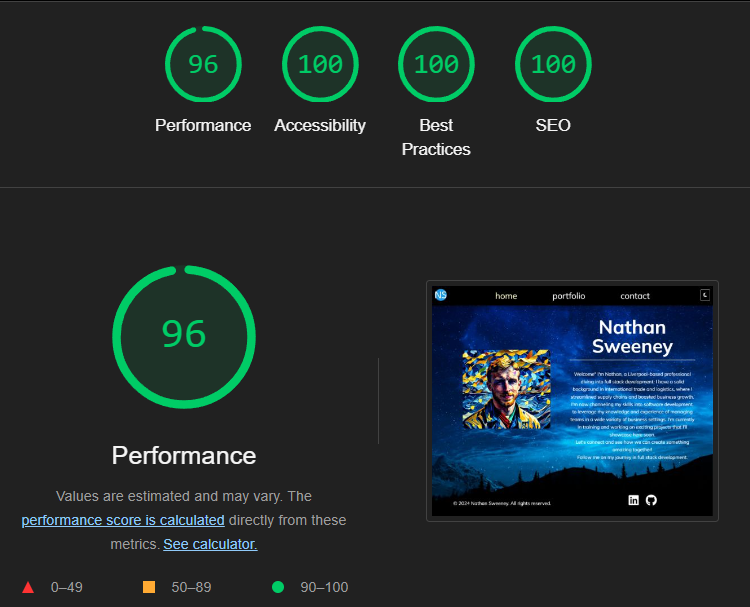 96
100
100
100
Performance
Accessibility
Best
Practices
SEO
96
Performance
Values are estimated and may vary. The
performance score is calculated directly from these
metrics. See calculator.
0–49
50–89
90–100
NS
home
portfolio
contact
Nathan
Sweeney
Welcome! I'm Nathan, a Liverpool-based professional
diving into full stack development. I have a solid
background in international trade and logistics, where I
streamlined supply chains and boosted business growth.
I'm now channeling my skills into software development,
to leverage my knowledge and experience of managing
teams in a wide variety of business settings. I'm currently
in training and working on exciting projects that I'll
showcase here soon.
Let's connect and see how we can create something
amazing together!
Follow me on my journey in full stack development.
© 2024 Nathan Sweeney. All rights reserved.